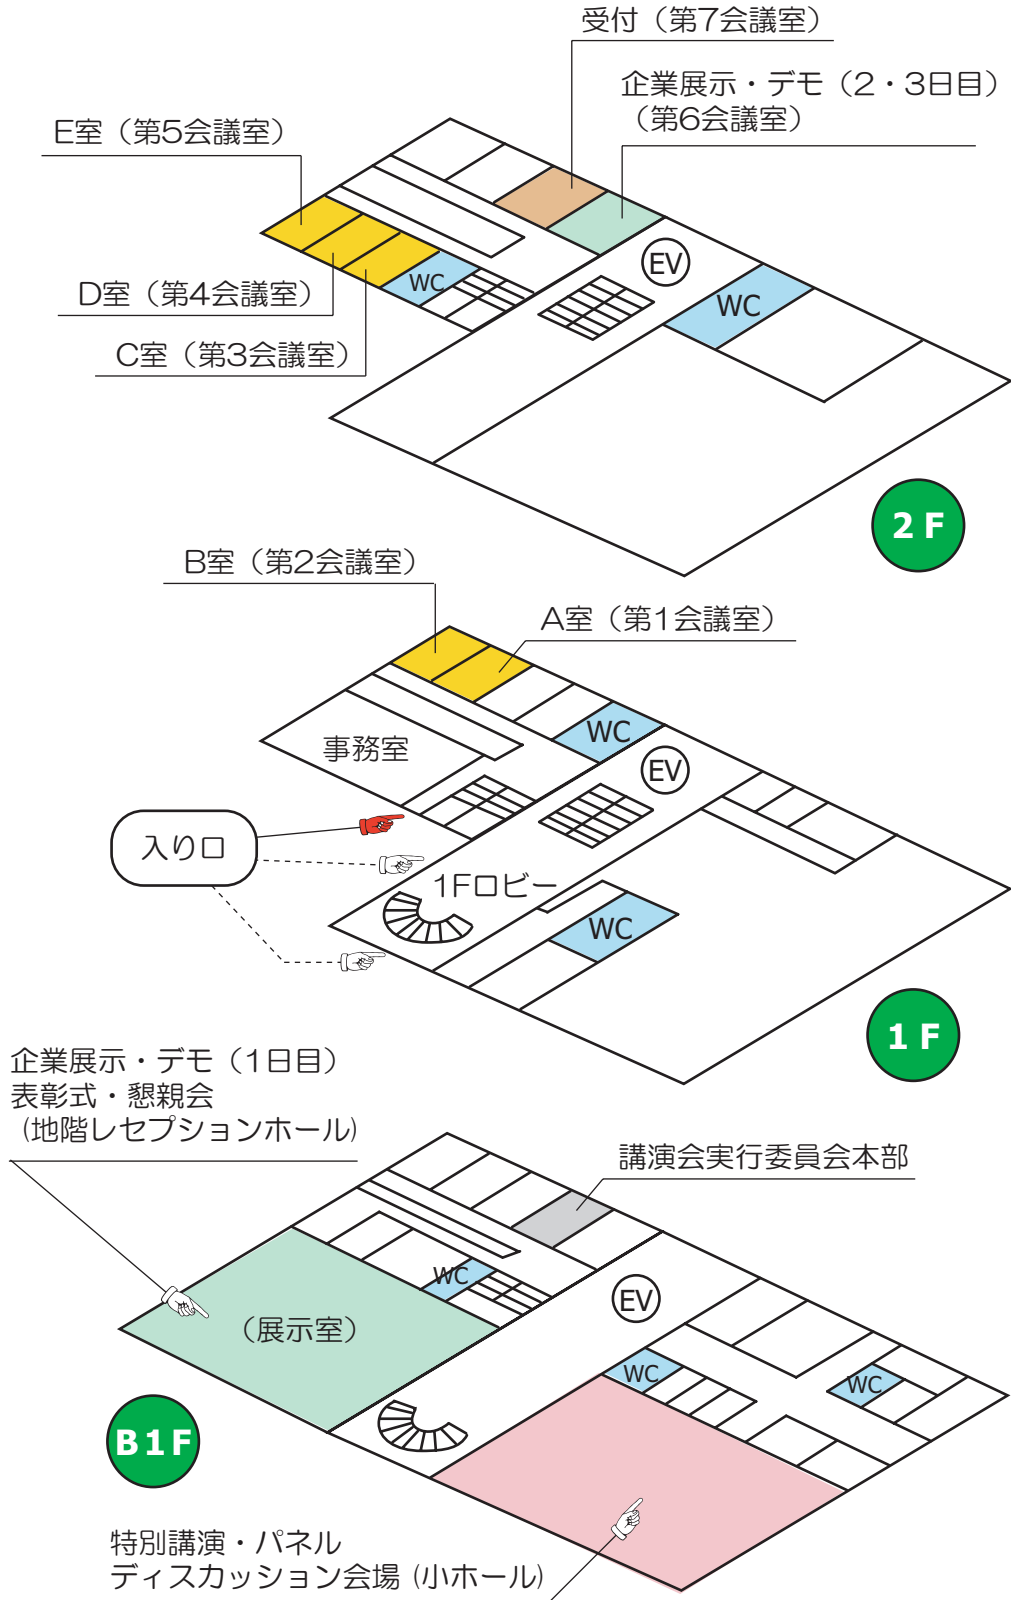 受付（第7会議室）
企業展示・デモ（2・3日目）
（第6会議室）
E室（第5会議室）
EV
WC
WC
D室（第4会議室）
C室（第3会議室）
2 F
B室（第2会議室）
A室（第1会議室）
WC
事務室
EV
入り口
1Fロビー
WC
1 F
企業展示・デモ（1日目）
表彰式・懇親会
(地階レセプションホール)
講演会実行委員会本部
WC
EV
（展示室）
WC
WC
B1F
特別講演・パネル
ディスカッション会場 (小ホール)